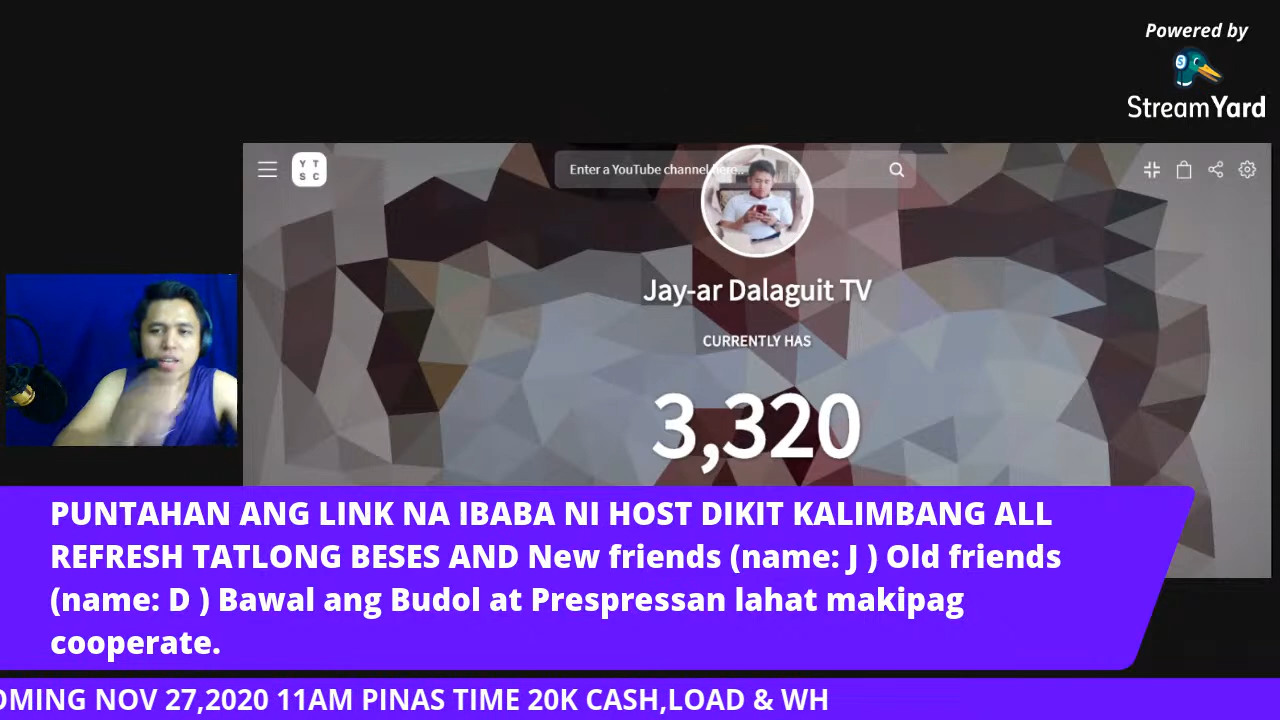 Powered by
StreamYard
Y T
S C
Enter a YouTube channel here..
Jay-ar Dalaguit TV
CURRENTLY HAS
3,320
PUNTAHAN ANG LINK NA IBABA NI HOST DIKIT KALIMBANG ALL
REFRESH TATLONG BESES AND New friends (name: J ) Old friends
(name: D ) Bawal ang Budol at Prespressan lahat makipag
cooperate.
OMING NOV 27,2020 11AM PINAS TIME 20K CASH,LOAD & WH